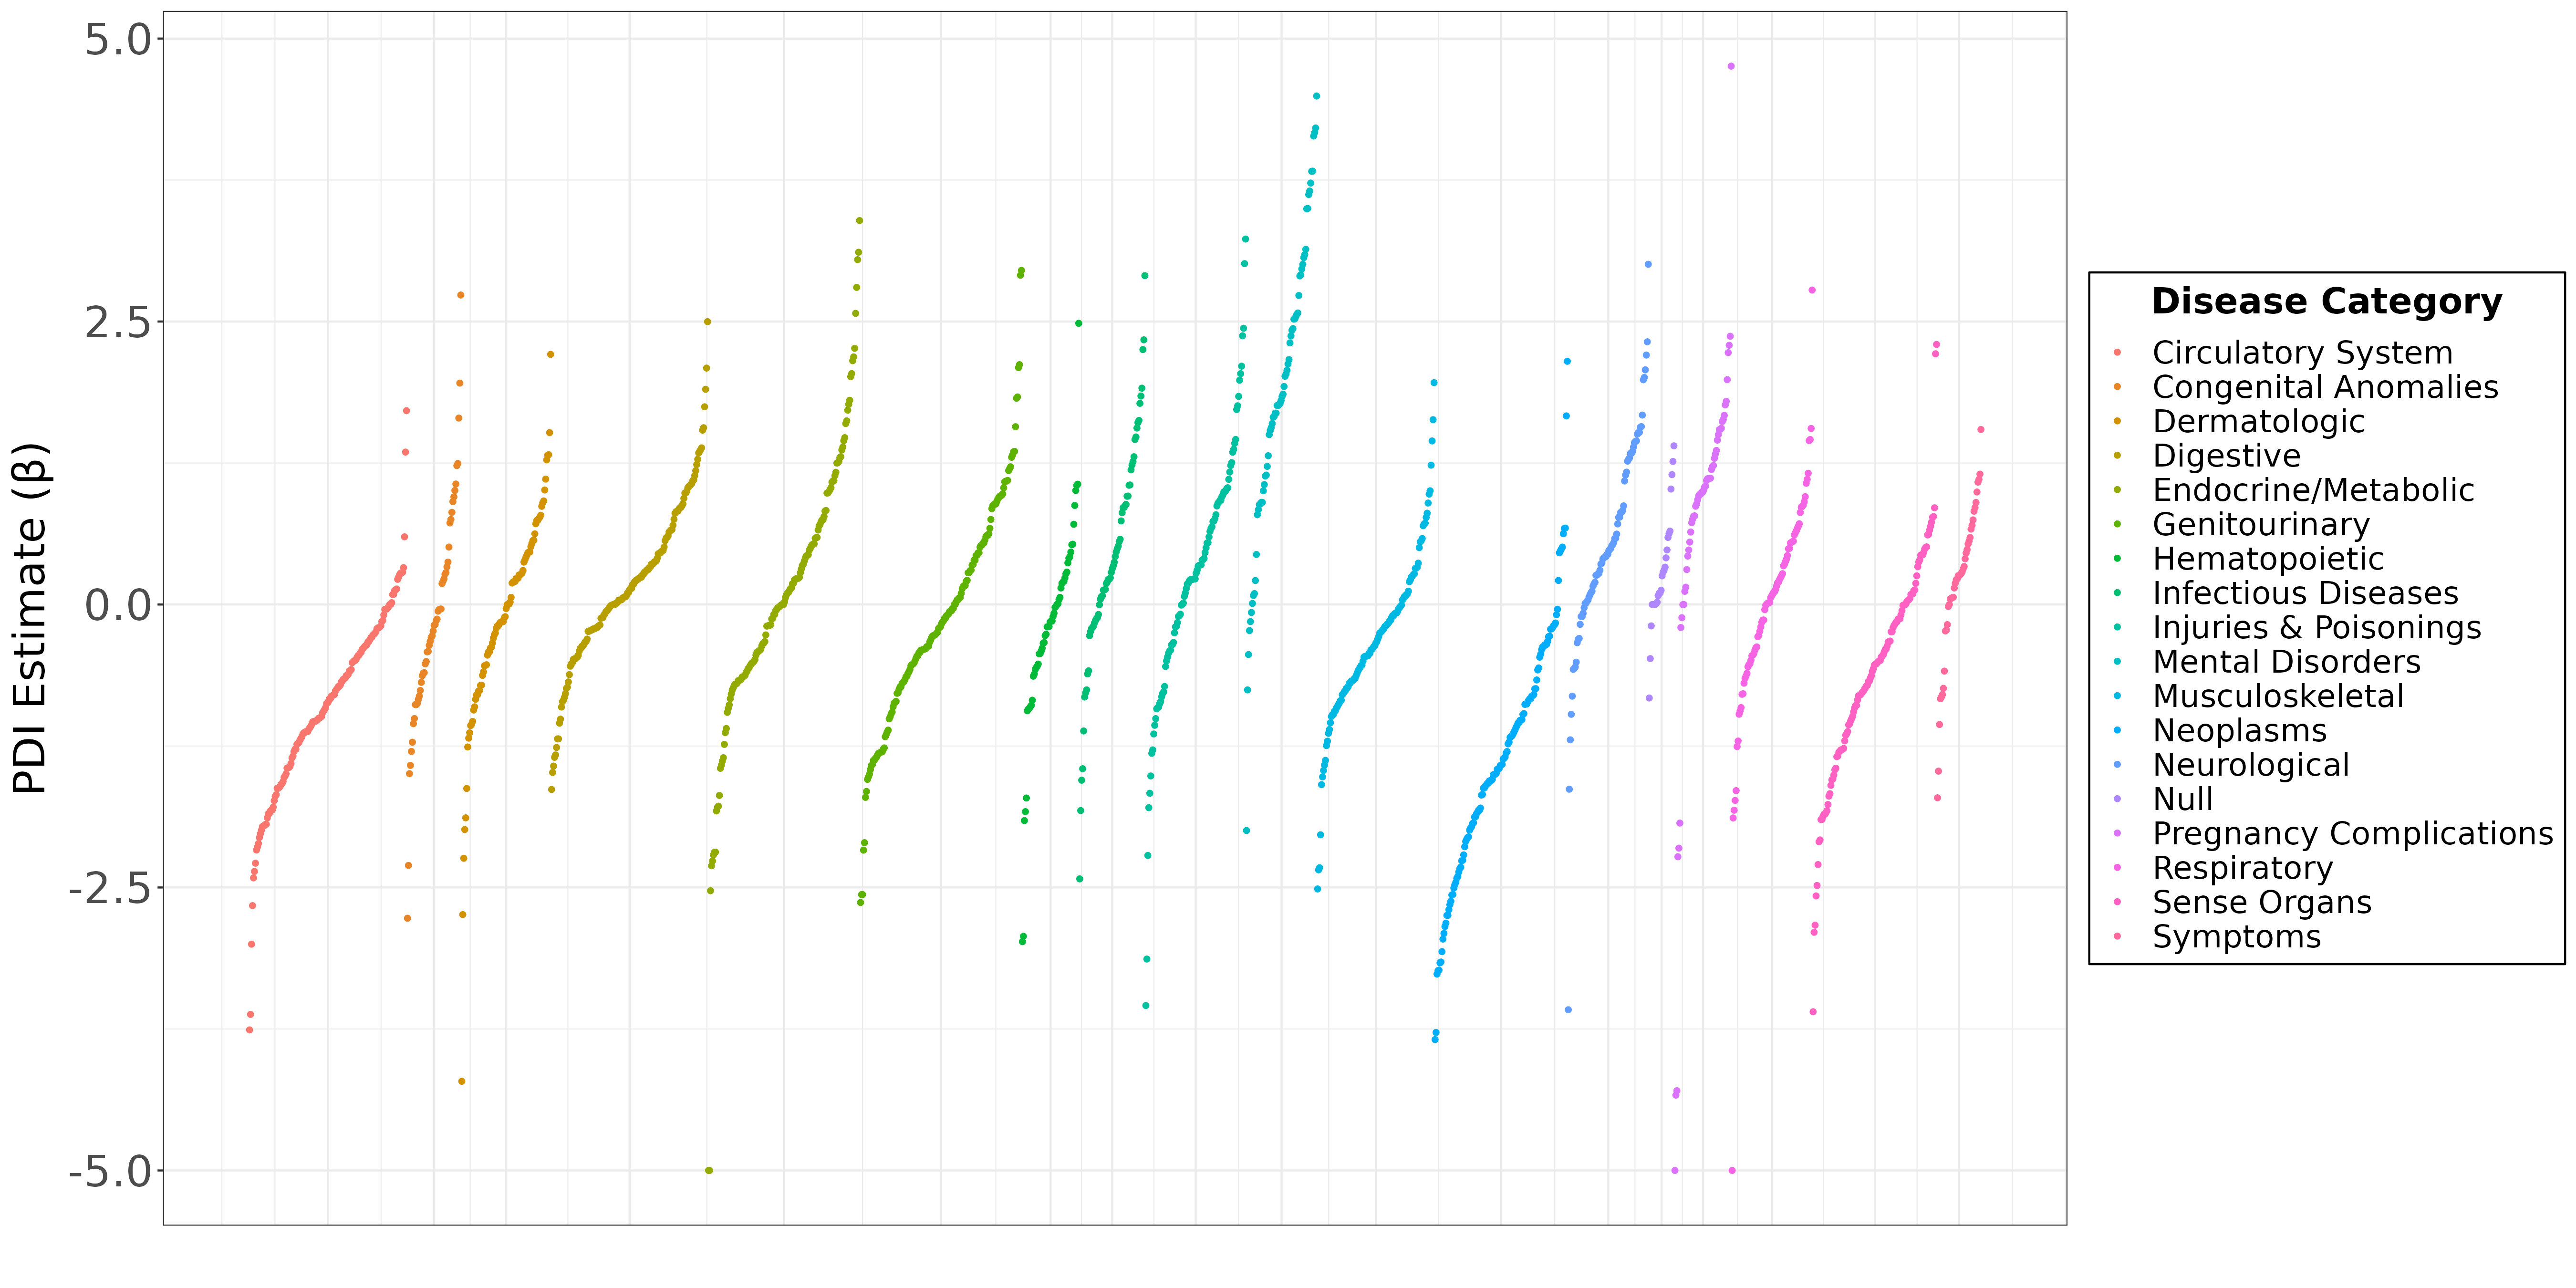 5.0
2.5
0.0
-2.5
-5.0
PDI Estimate (β)
Disease Category
Circulatory System
Congenital Anomalies
Dermatologic
Digestive
Endocrine/Metabolic
Genitourinary
Hematopoietic
Infectious Diseases
Injuries & Poisonings
Mental Disorders
Musculoskeletal
Neoplasms
Neurological
Null
Pregnancy Complications
Respiratory
Sense Organs
Symptoms